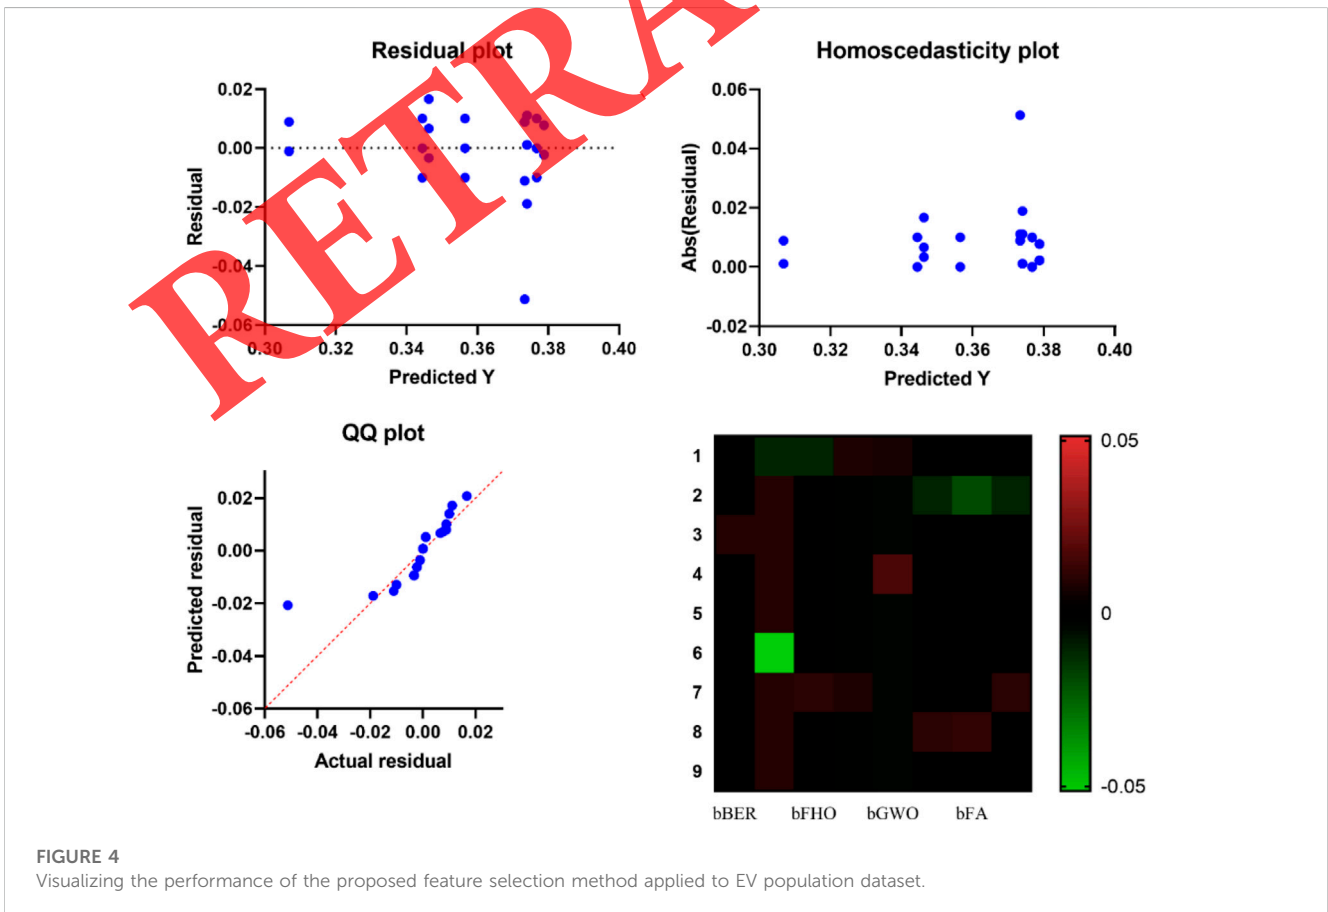 RETRA
Residual plot
0.02
0.00
-0.02
-0.04
-0.06
Residual
0.30 0.32 0.34 0.36 0.38 0.40
Predicted Y
Homoscedasticity plot
0.06
0.04
0.02
0.00
-0.02
Abs(Residual)
0.30 0.32 0.34 0.36 0.38 0.40
Predicted Y
QQ plot
0.02
0.00
-0.02
-0.04
-0.06
Predicted residual
-0.06 -0.04 -0.02 0.00 0.02
Actual residual
1
2
3
4
5
6
7
8
9
bBER bFHO bGWO bFA
0.05
0
-0.05
FIGURE 4
Visualizing the performance of the proposed feature selection method applied to EV population dataset.